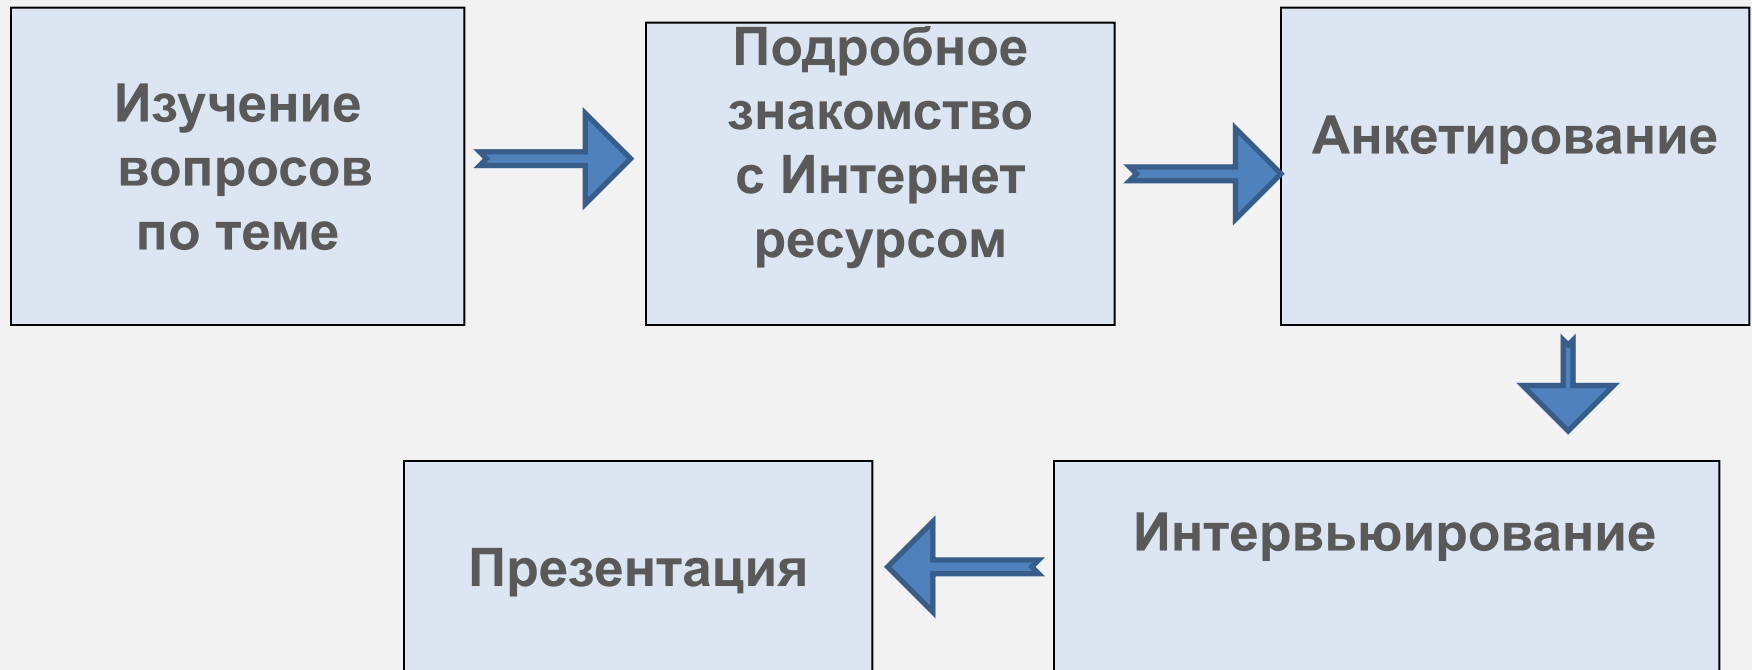 Изучение
вопросов
по теме
Подробное
знакомство
с Интернет
ресурсом
Анкетирование
Интервьюирование
Презентация